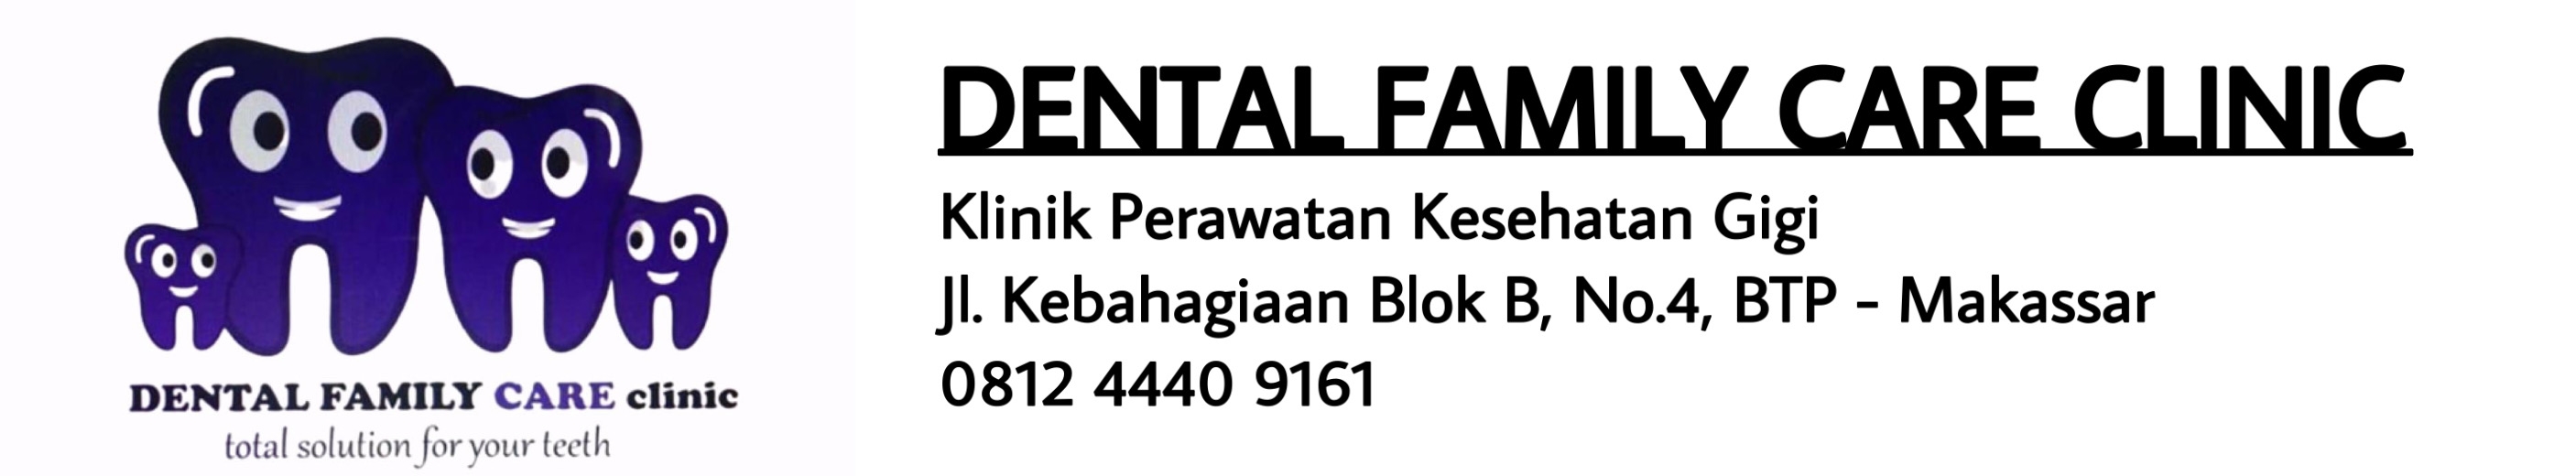 DENTAL FAMILY CARE clinic
total solution for your teeth
DENTAL FAMILY CARE CLINIC
Klinik Perawatan Kesehatan Gigi
Jl. Kebahagiaan Blok B, No.4, BTP - Makassar
0812 4440 9161